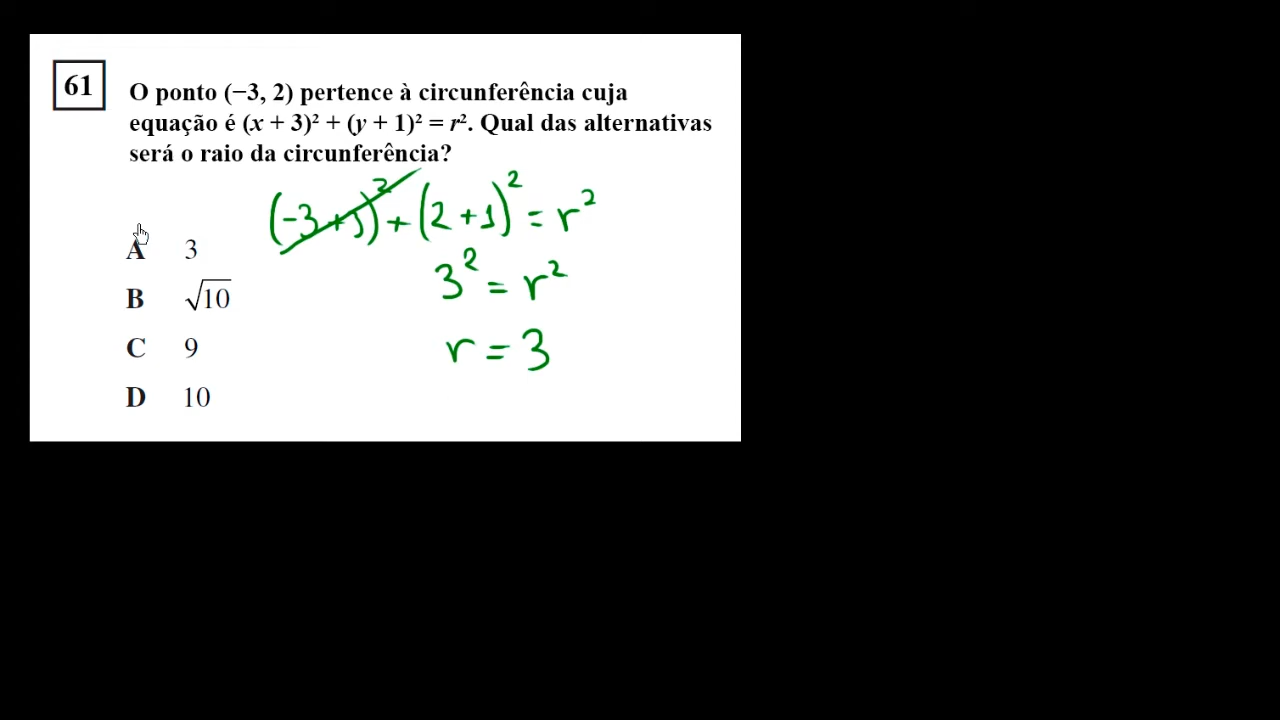 61
O ponto (−3, 2) pertence à circunferência cuja
equação é (x + 3)² + (y + 1)² = r². Qual das alternativas
será o raio da circunferência?
(-3 + 3)² + (2 + 1)² = r²
A 3
3² = r²
B √10
C 9
r = 3
D 10